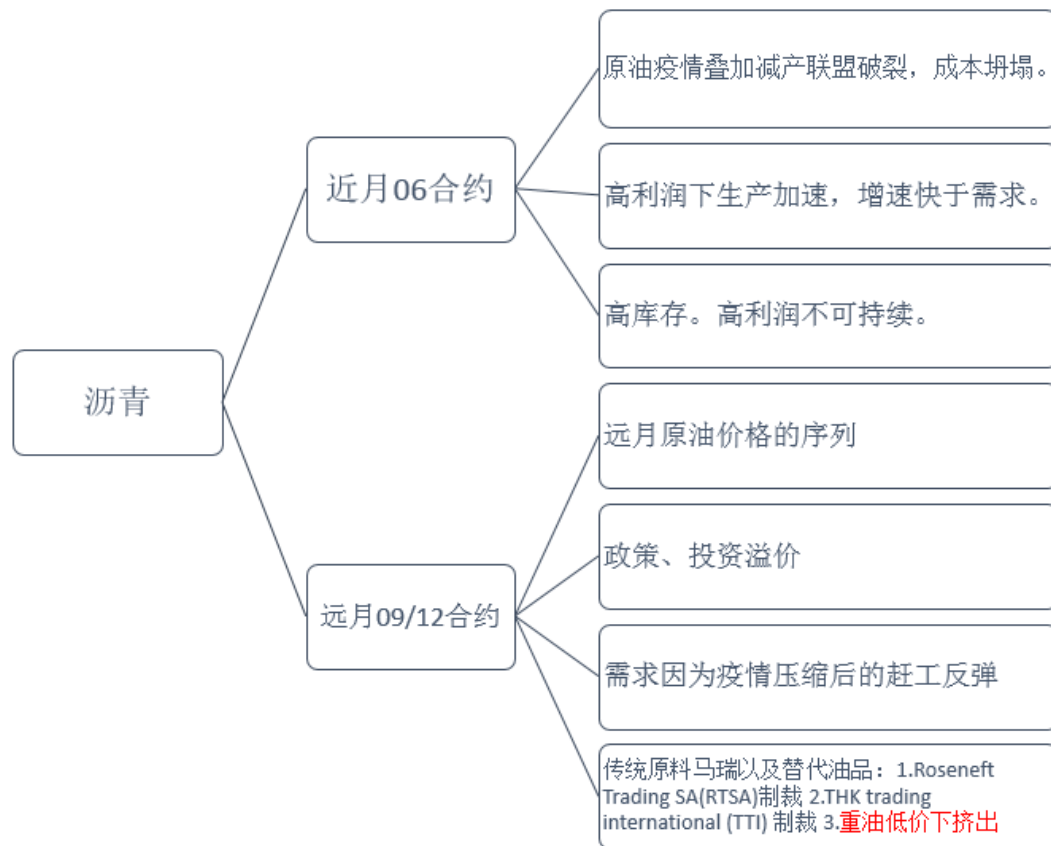 沥青
近月06合约
原油疫情叠加减产联盟破裂，成本坍塌。
高利润下生产加速，增速快于需求。
高库存。高利润不可持续。
远月09/12合约
远月原油价格的序列
政策、投资溢价
需求因为疫情压缩后的赶工反弹
传统原料马瑞以及替代油品：1.Roseneft
Trading SA(RTSA)制裁 2.THK trading
international (TTI) 制裁 3.重油低价下挤出